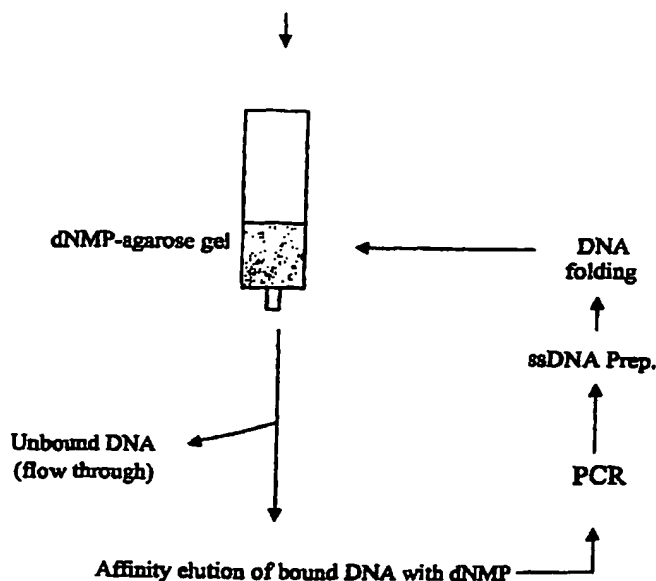 dNMP-agarose gel
DNA
folding
ssDNA Prep.
Unbound DNA
(flow through)
PCR
Affinity elution of bound DNA with dNMP